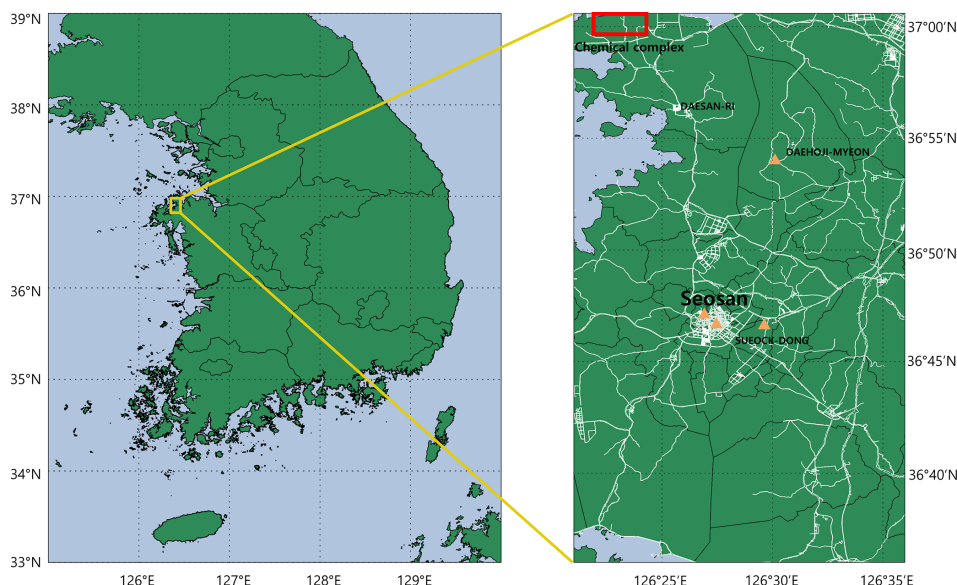 39°N
38°N
37°N
36°N
35°N
34°N
33°N
126°E
127°E
128°E
129°E
Chemical complex
DAESAN-RI
DAEHOJI-MYEON
Seosan
SUEOCK-DONG
37°00′N
36°55′N
36°50′N
36°45′N
36°40′N
126°25′E
126°30′E
126°35′E